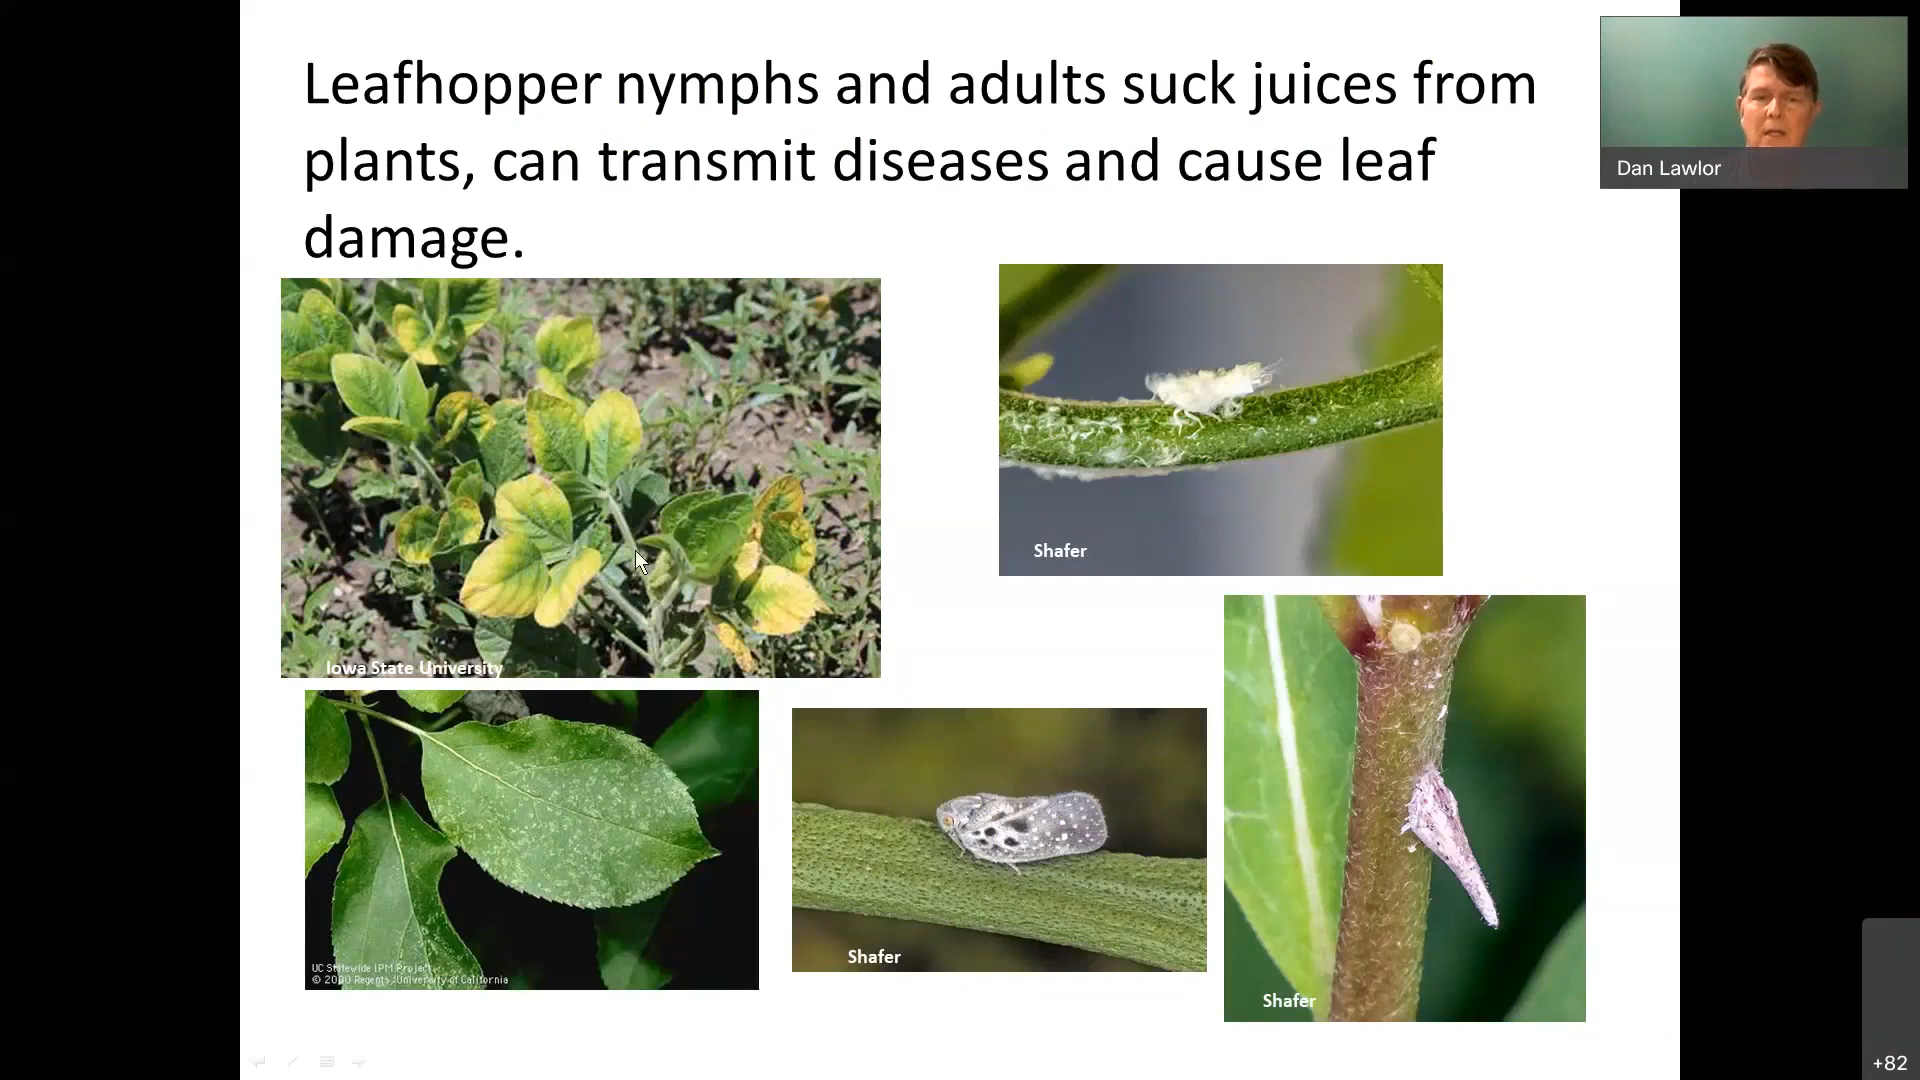 Leafhopper nymphs and adults suck juices from
plants, can transmit diseases and cause leaf
damage.
Dan Lawlor
Shafer
Iowa State University
UC Statewide IPM Project
© 2000 Regents, University of California
Shafer
Shafer
+82